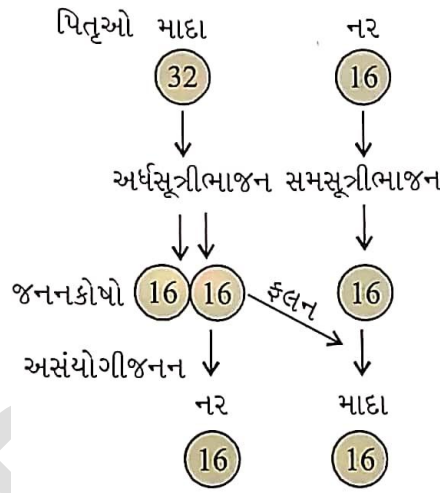 પિતૃઓ માદા નર
32 16
અર્ધસૂત્રીભાજન સમસૂત્રીભાજન
જનનકોષો 16 16 ફલન 16
અસંયોગીજનન
નર માદા
16 16